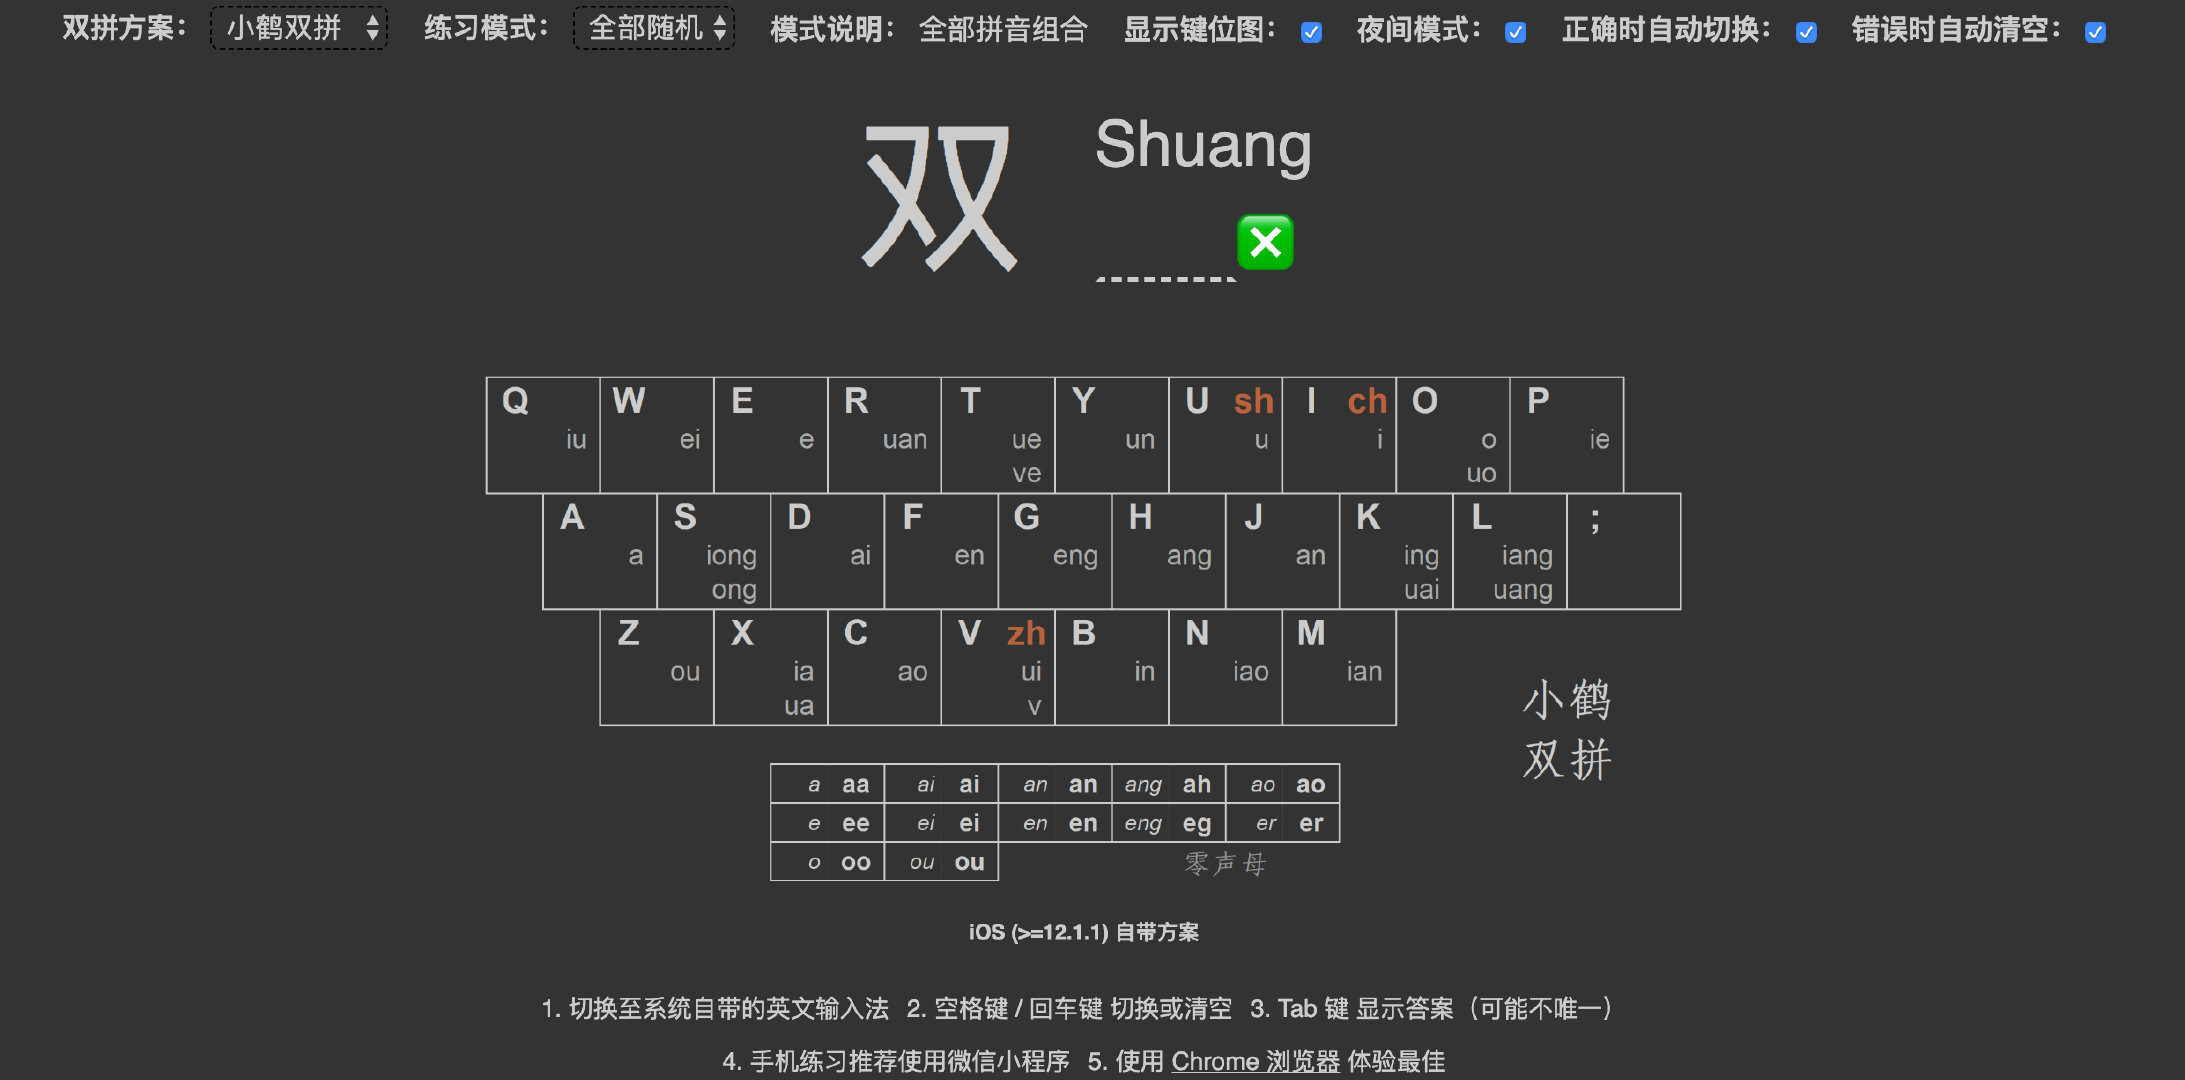 双拼方案： 小鹤双拼 练习模式： 全部随机 模式说明： 全部拼音组合 显示键位图： 夜间模式： 正确时自动切换： 错误时自动清空：
双 Shuang
Q W E R T Y U sh I ch O P
iu ei e uan ue un u i o ie
ve uo
A S D F G H J K L ;
a iong ai en eng ang an ing iang
ong uai uang
Z X C V zh B N M
ou ia ao ui in iao ian
ua v
小鹤
双拼
a aa ai ai an an ang ah ao ao
e ee ei ei en en eng eg er er
o oo ou ou 零声母
iOS (>=12.1.1) 自带方案
1. 切换至系统自带的英文输入法 2. 空格键 / 回车键 切换或清空 3. Tab 键 显示答案（可能不唯一）
4. 手机练习推荐使用微信小程序 5. 使用 Chrome 浏览器 体验最佳